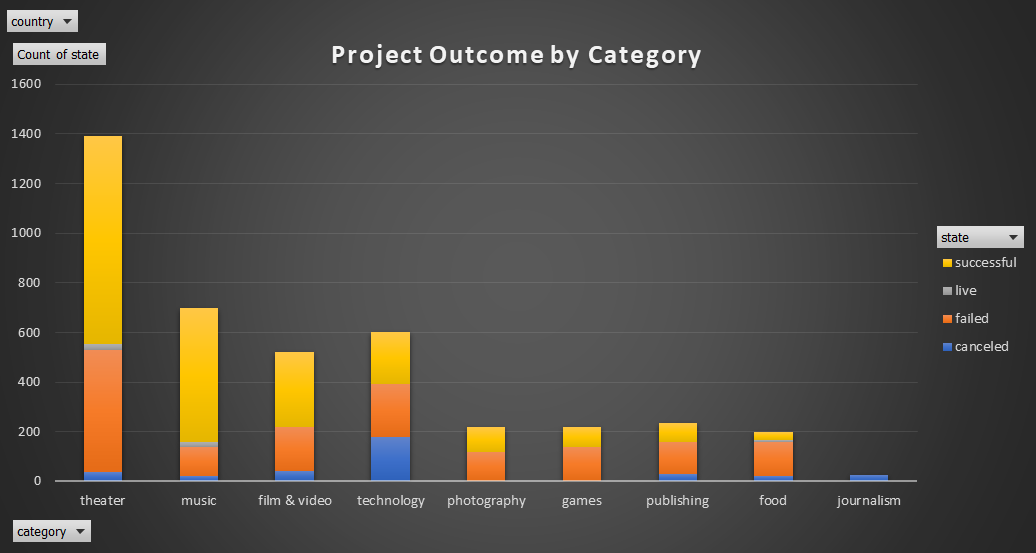 country
Count of state
Project Outcome by Category
1600
1400
1200
1000
800
600
400
200
0
theater music film & video technology photography games publishing food journalism
state
successful
live
failed
canceled
category